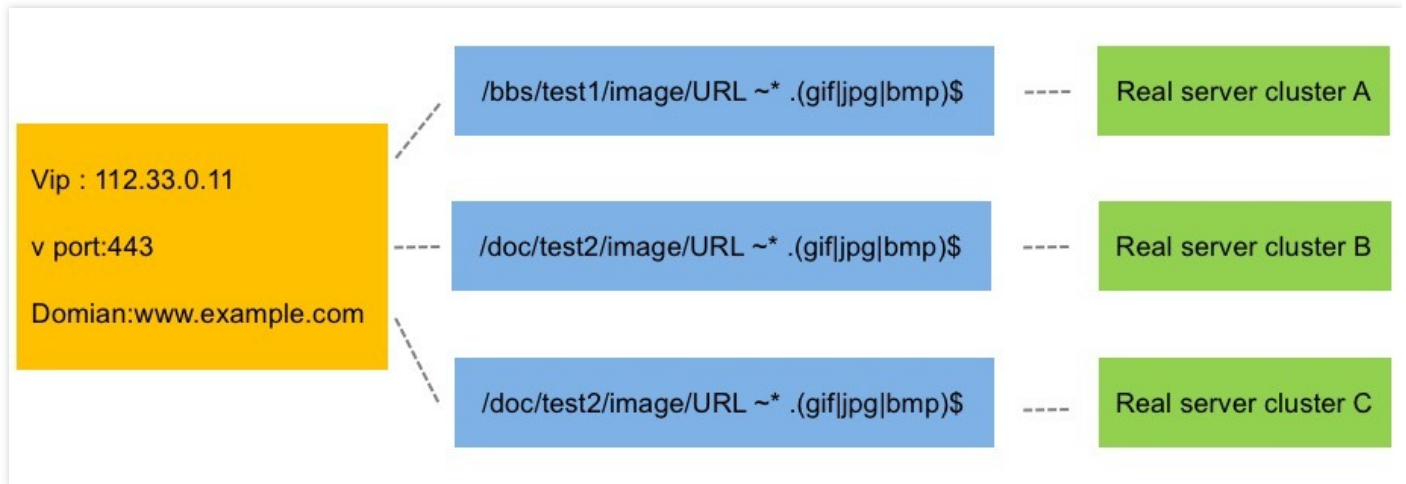 Vip : 112.33.0.11
v port:443
Domian:www.example.com
/bbs/test1/image/URL ~* .(gif|jpg|bmp)$
Real server cluster A
/doc/test2/image/URL ~* .(gif|jpg|bmp)$
Real server cluster B
/doc/test2/image/URL ~* .(gif|jpg|bmp)$
Real server cluster C